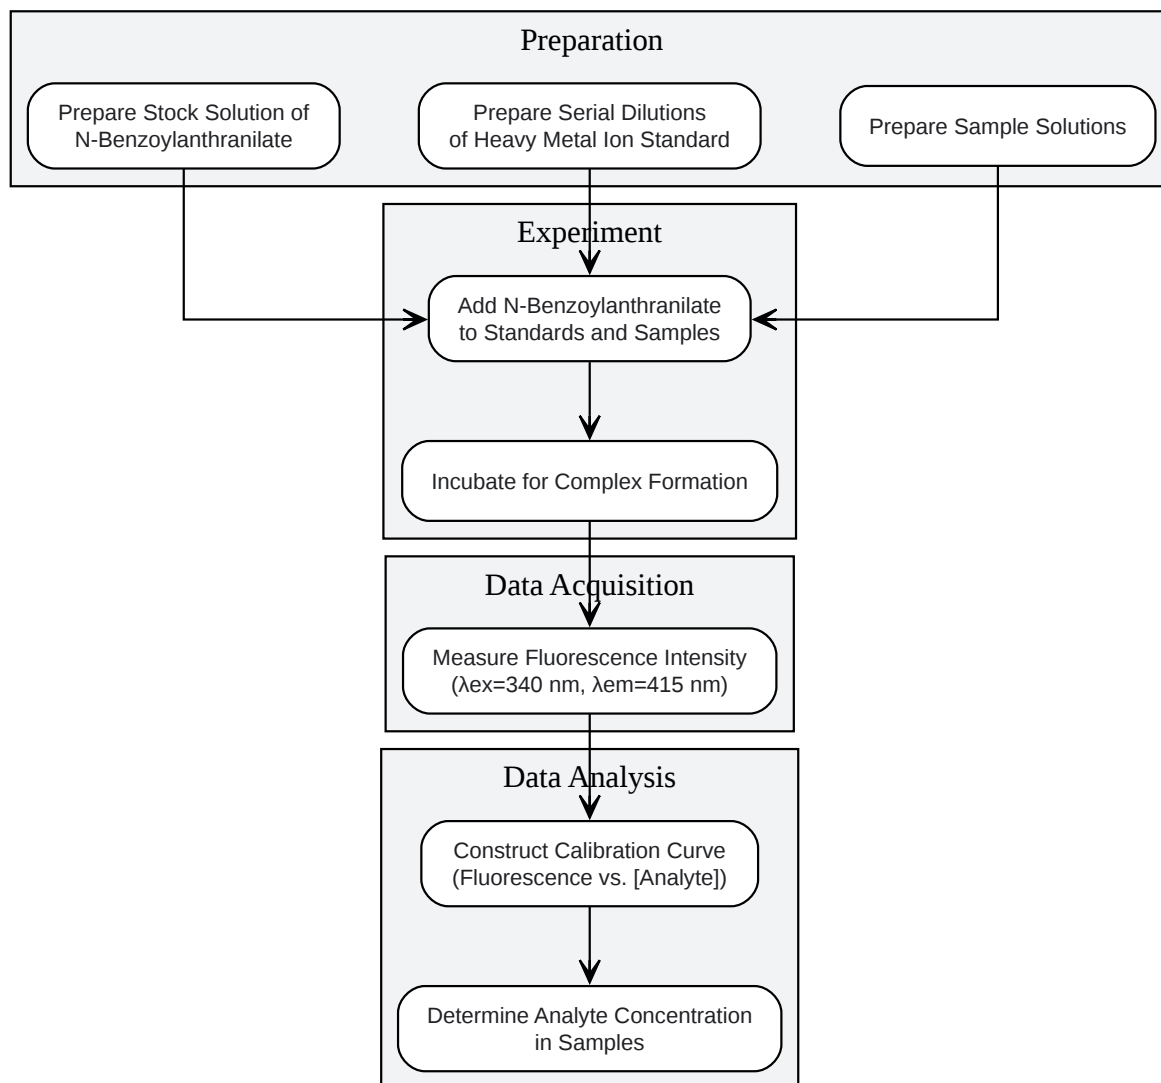 Preparation
Prepare Stock Solution of
N-Benzoylanthranilate
Prepare Serial Dilutions
of Heavy Metal Ion Standard
Prepare Sample Solutions
Experiment
Add N-Benzoylanthranilate
to Standards and Samples
Incubate for Complex Formation
Data Acquisition
Measure Fluorescence Intensity
(λex=340 nm, λem=415 nm)
Data Analysis
Construct Calibration Curve
(Fluorescence vs. [Analyte])
Determine Analyte Concentration
in Samples